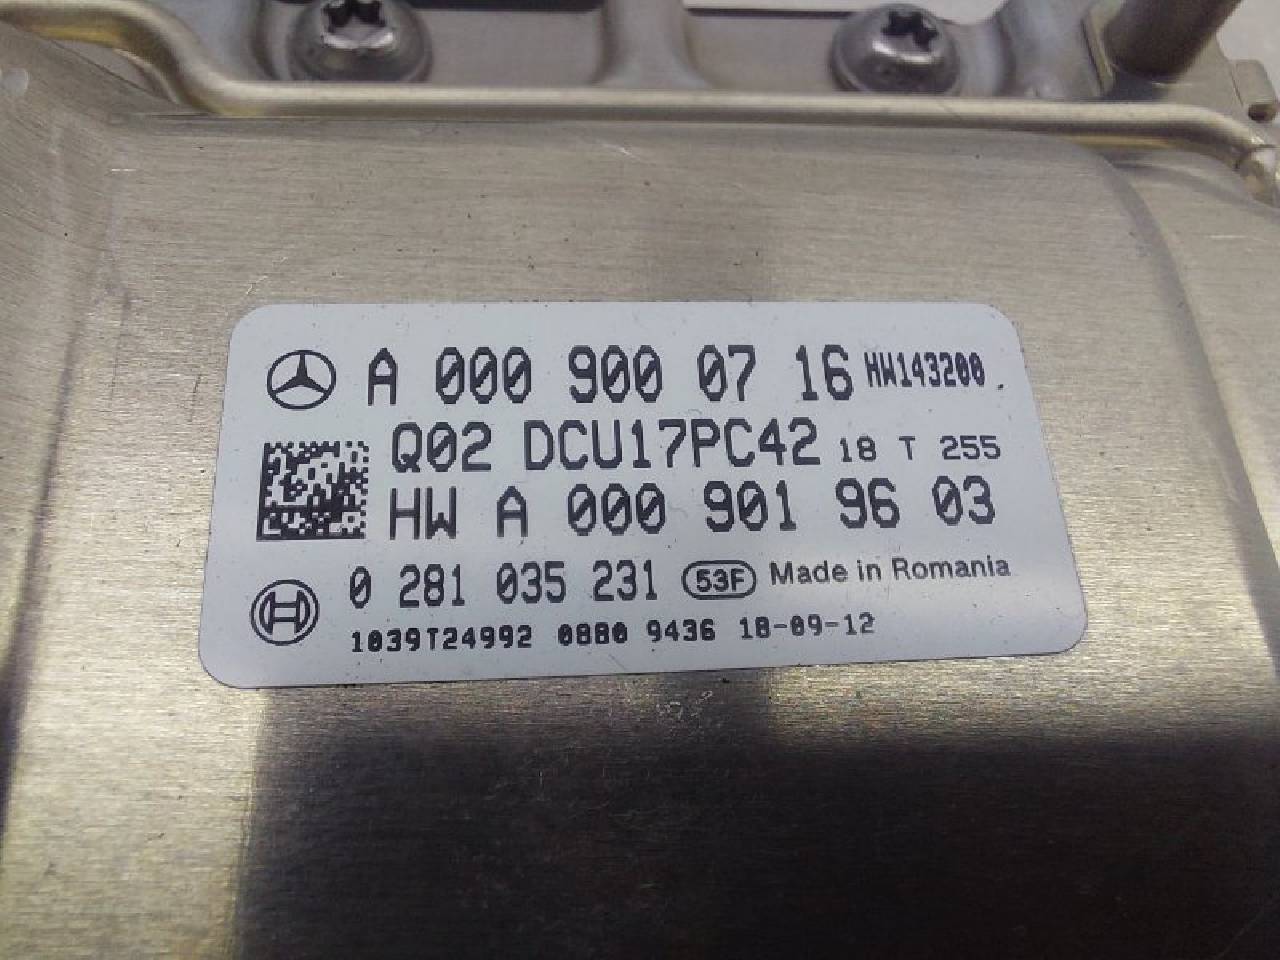 A 000 900 07 16 HW143200 .
Q02 DCU17PC42 18 T 255
HW A 000 901 96 03
0 281 035 231 53F Made in Romania
1039T24992 0880 9436 18-09-12